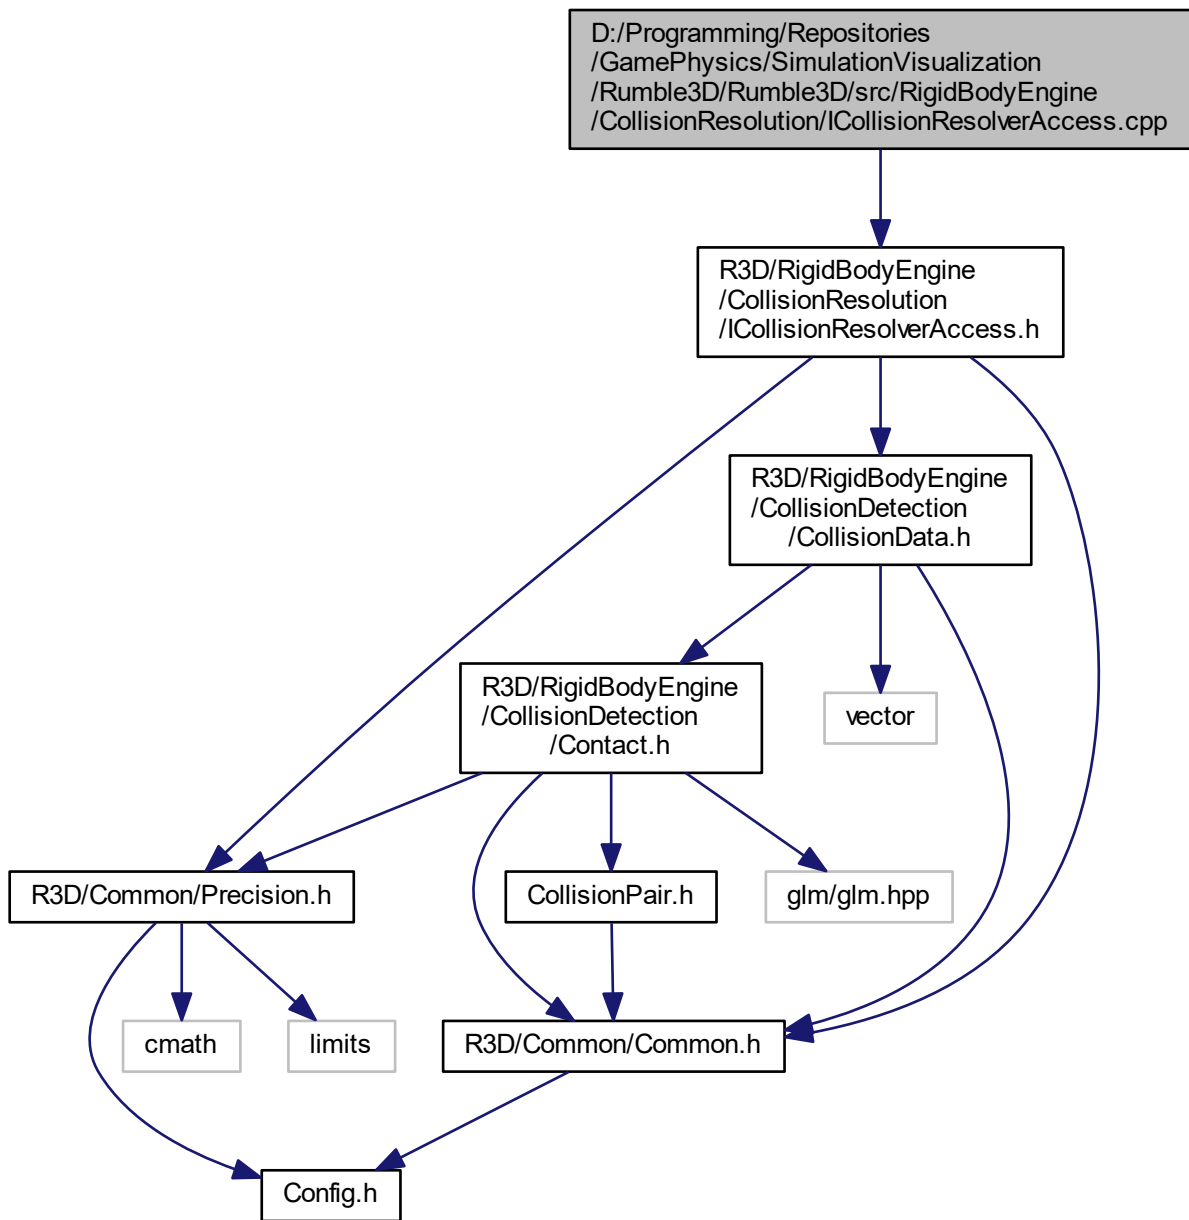 D:/Programming/Repositories
/GamePhysics/SimulationVisualization
/Rumble3D/Rumble3D/src/RigidBodyEngine
/CollisionResolution/ICollisionResolverAccess.cpp
R3D/RigidBodyEngine
/CollisionResolution
/ICollisionResolverAccess.h
R3D/RigidBodyEngine
/CollisionDetection
/CollisionData.h
R3D/RigidBodyEngine
/CollisionDetection
/Contact.h
vector
R3D/Common/Precision.h
CollisionPair.h
glm/glm.hpp
cmath
limits
R3D/Common/Common.h
Config.h